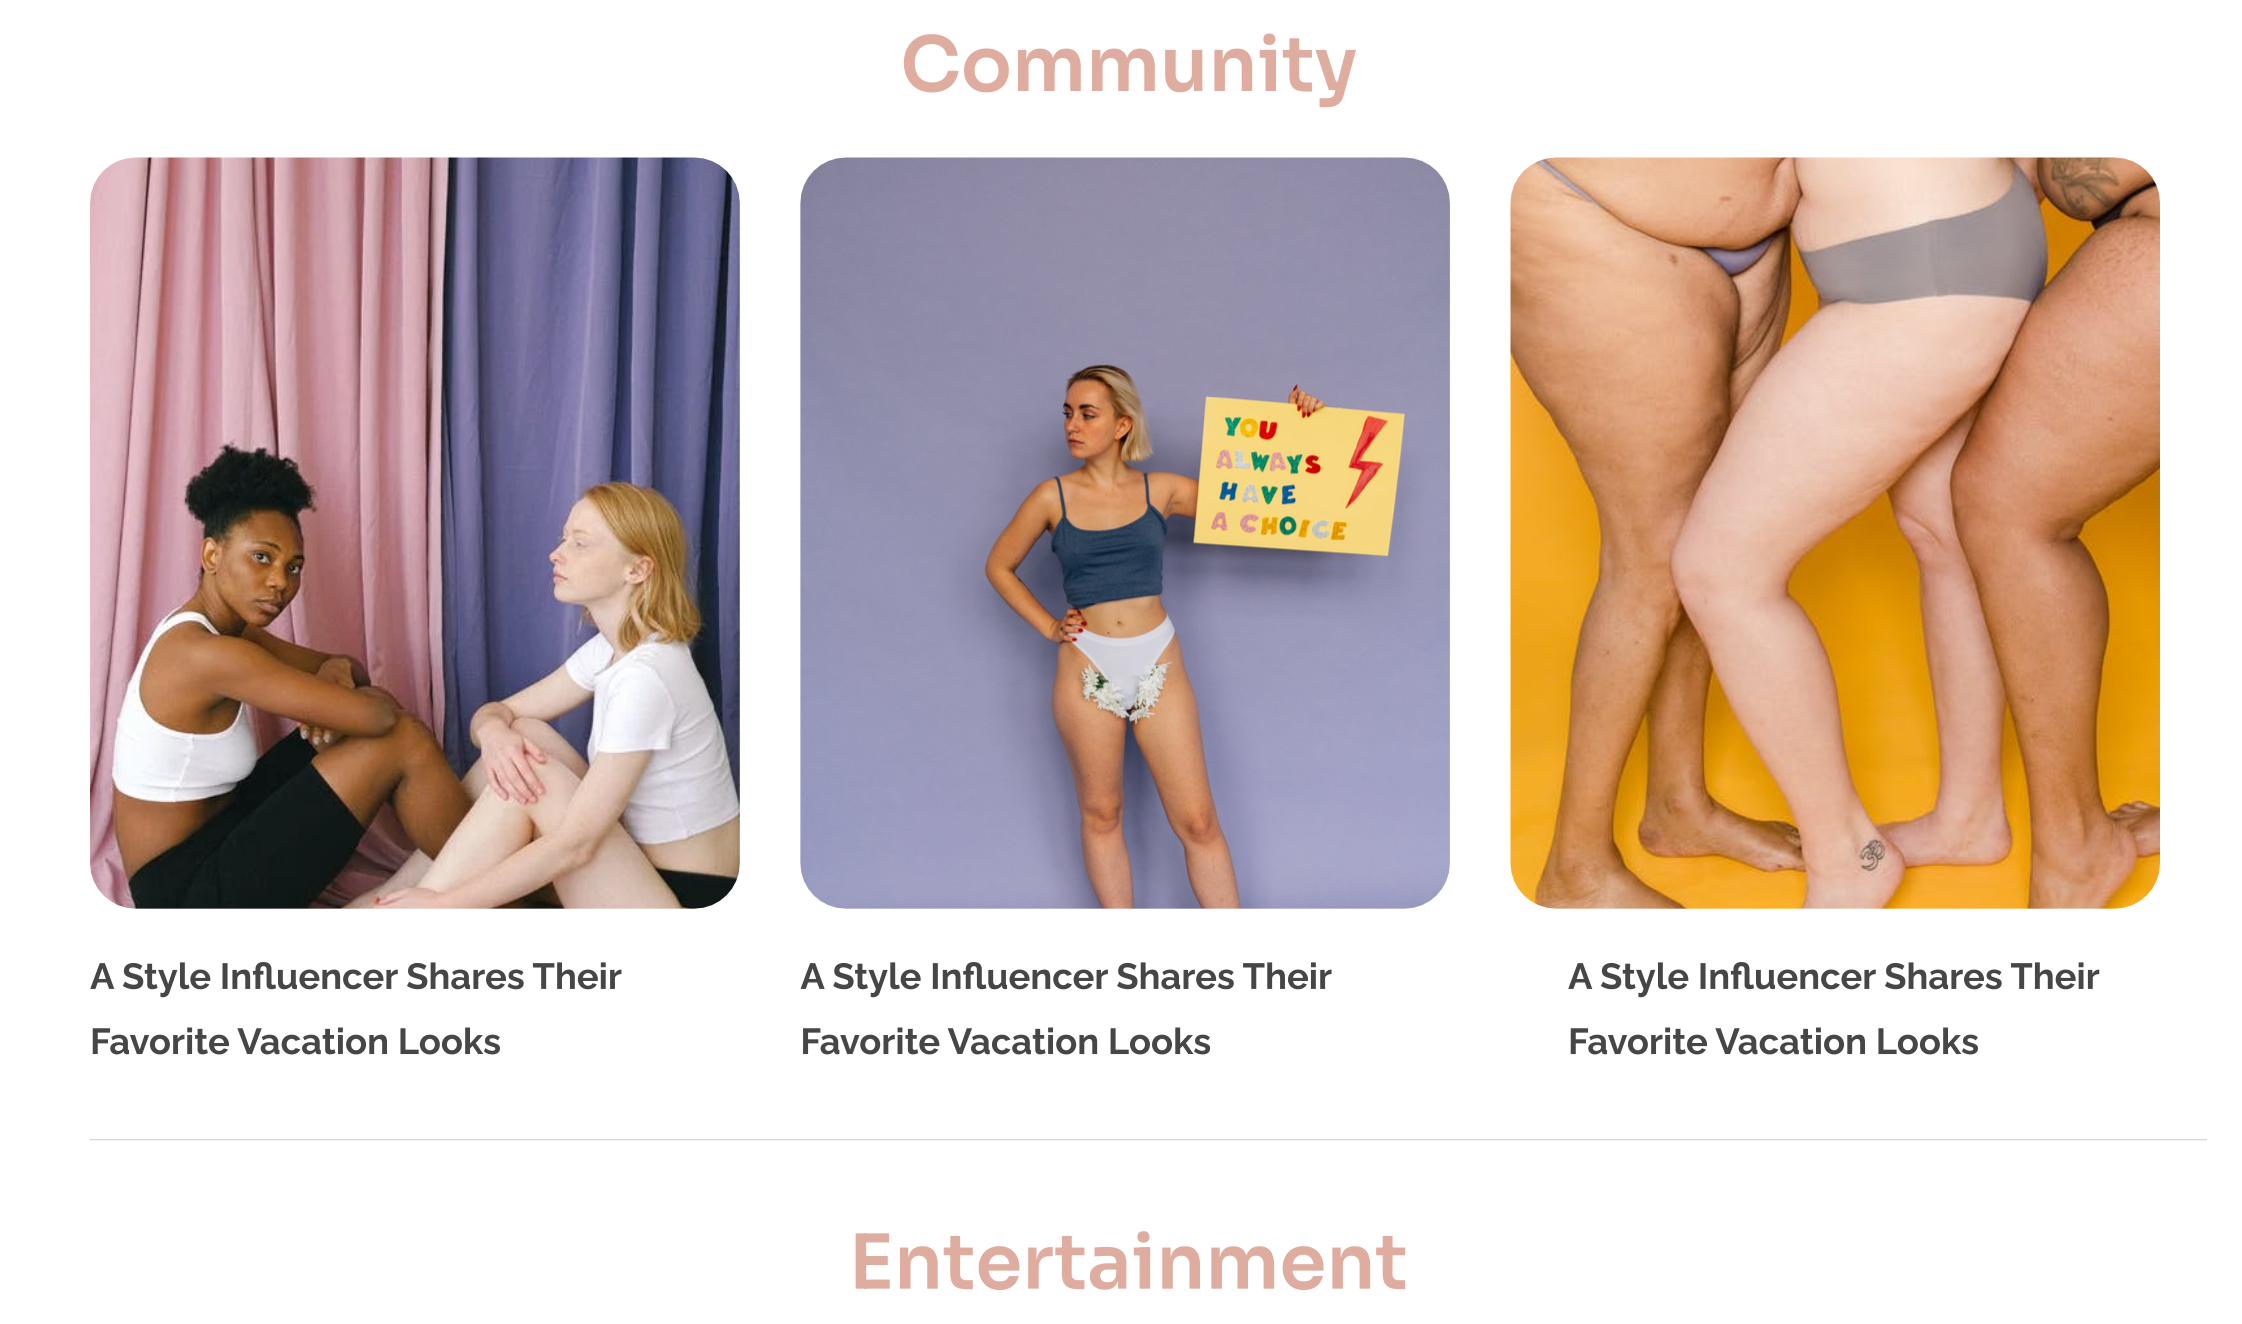 Community
YOU
ALWAYS
HAVE
A CHOICE
A Style Influencer Shares Their
Favorite Vacation Looks
A Style Influencer Shares Their
Favorite Vacation Looks
A Style Influencer Shares Their
Favorite Vacation Looks
Entertainment